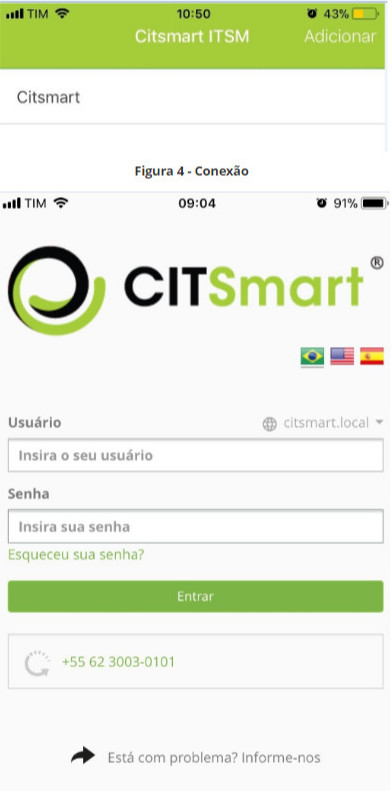 TIM 10:50 43%
Citsmart ITSM Adicionar
Citsmart
Figura 4 - Conexão
TIM 09:04 91%
CITSmart®
Usuário citsmart.local
Insira o seu usuário
Senha
Insira sua senha
Esqueceu sua senha?
Entrar
+55 62 3003-0101
Está com problema? Informe-nos